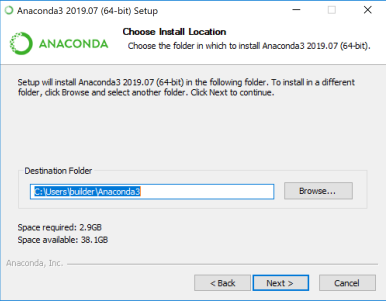 Anaconda3 2019.07 (64-bit) Setup
ANACONDA
Choose Install Location
Choose the folder in which to install Anaconda3 2019.07 (64-bit).
Setup will install Anaconda3 2019.07 (64-bit) in the following folder. To install in a different
folder, click Browse and select another folder. Click Next to continue.
Destination Folder
C:\Users\builder\Anaconda3
Browse...
Space required: 2.9GB
Space available: 38.1GB
Anaconda, Inc.
< Back
Next >
Cancel